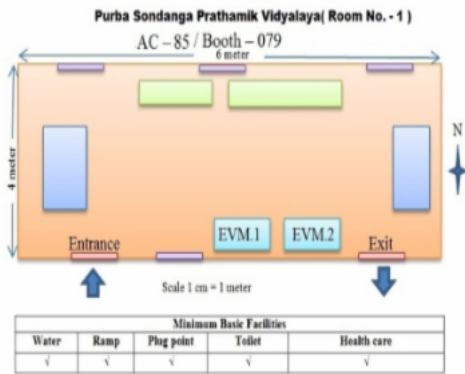 Purba Sondanga Prathamik Vidyalaya( Room No. - 1 )
AC – 85 / Booth – 079
6 meter
4 meter
N
EVM.1 EVM.2
Entrance Exit
Scale 1 cm = 1 meter
Minimum Basic Facilities
Water Ramp Plug point Toilet Health care
√ √ √ √ √